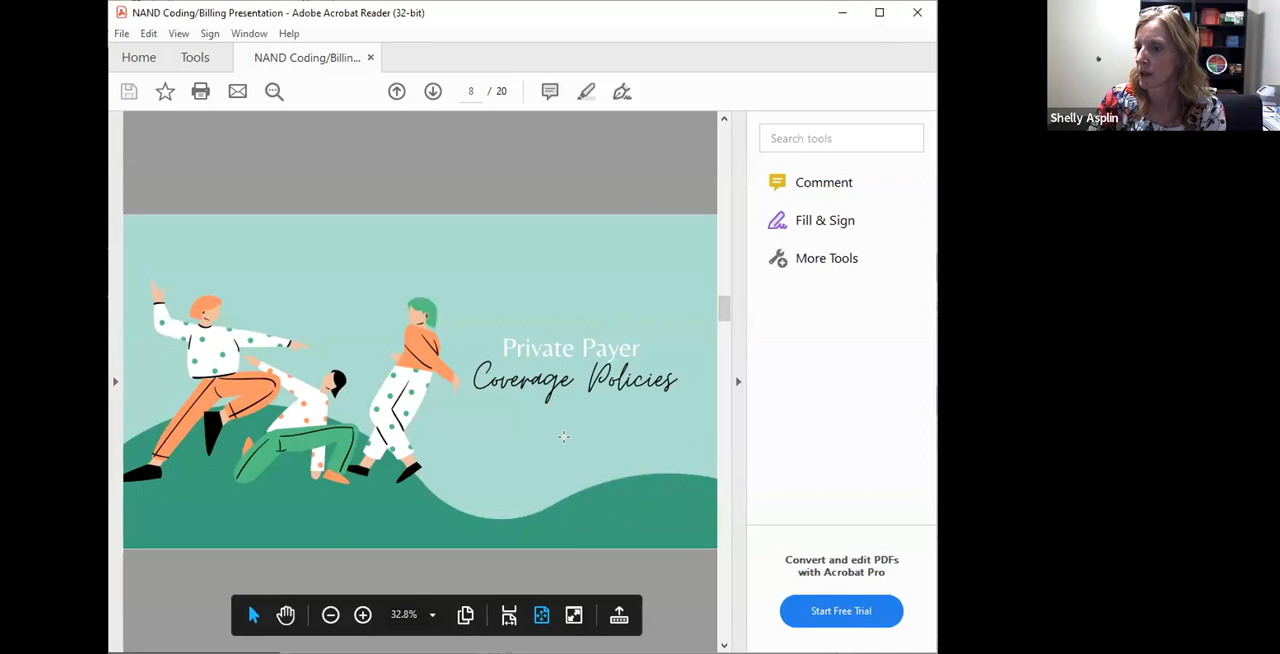 NAND Coding/Billing Presentation - Adobe Acrobat Reader (32-bit)
File Edit View Sign Window Help
Home Tools NAND Coding/Billin... ×
8 / 20
Search tools
Comment
Fill & Sign
More Tools
Private Payer
Coverage Policies
Convert and edit PDFs
with Acrobat Pro
Start Free Trial
32.8%
Shelly Asplin